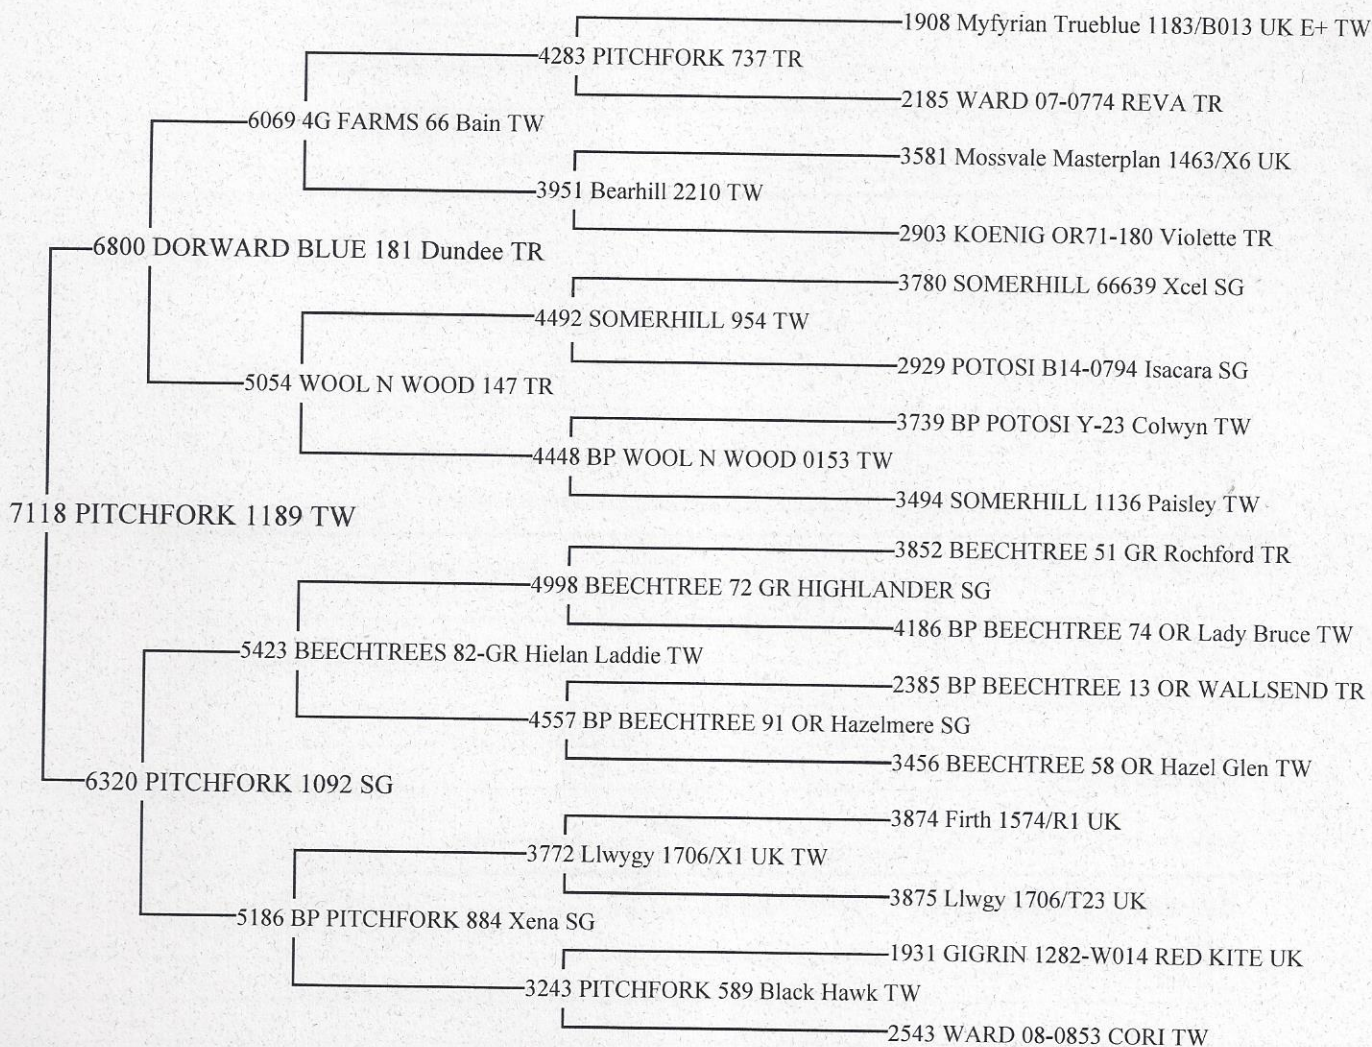 1908 Myfyrian Trueblue 1183/B013 UK E+ TW
4283 PITCHFORK 737 TR
2185 WARD 07-0774 REVA TR
6069 4G FARMS 66 Bain TW
3581 Mossvale Masterplan 1463/X6 UK
3951 Bearhill 2210 TW
2903 KOENIG OR71-180 Violette TR
6800 DORWARD BLUE 181 Dundee TR
3780 SOMERHILL 66639 Xcel SG
4492 SOMERHILL 954 TW
2929 POTOSI B14-0794 Isacara SG
5054 WOOL N WOOD 147 TR
3739 BP POTOSI Y-23 Colwyn TW
4448 BP WOOL N WOOD 0153 TW
3494 SOMERHILL 1136 Paisley TW
7118 PITCHFORK 1189 TW
3852 BEECHTREE 51 GR Rochford TR
4998 BEECHTREE 72 GR HIGHLANDER SG
4186 BP BEECHTREE 74 OR Lady Bruce TW
5423 BEECHTREES 82-GR Hielan Laddie TW
2385 BP BEECHTREE 13 OR WALLSEND TR
4557 BP BEECHTREE 91 OR Hazelmere SG
3456 BEECHTREE 58 OR Hazel Glen TW
6320 PITCHFORK 1092 SG
3874 Firth 1574/R1 UK
3772 Llwygy 1706/X1 UK TW
3875 Llwgy 1706/T23 UK
5186 BP PITCHFORK 884 Xena SG
1931 GIGRIN 1282-W014 RED KITE UK
3243 PITCHFORK 589 Black Hawk TW
2543 WARD 08-0853 CORI TW